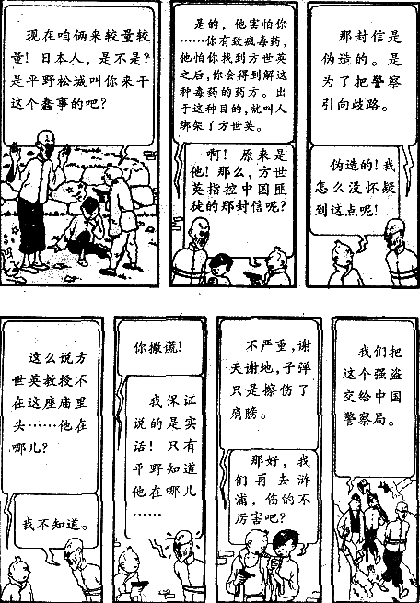 现在咱俩来较量较
量！日本人，是不是？
是平野松成叫你来干
这个蠢事的吧？
是的，他害怕你
……你有致疯毒药，
他怕你找到方世英
之后，你会得到解这
种毒药的药方。出
于这种目的，就叫人
绑架了方世英。
啊！原来是
他！那么，方世
英指控中国匪
徒的那封信呢？
那封信是
伪造的。是
为了把警察
引向歧路。
伪造的！我
怎么没怀疑
到这点呢！
这么说方
世英教授不
在这座庙里
头……他在
哪儿？
我不知道。
你撒谎！
我保证
说的是实
话！只有
平野知道
他在哪儿
……
不严重，谢
天谢地，子弹
只是擦伤了
肩膀。
那好，我
们再去浒
浦，伤的不
厉害吧？
我们把
这个强盗
交给中国
警察局。